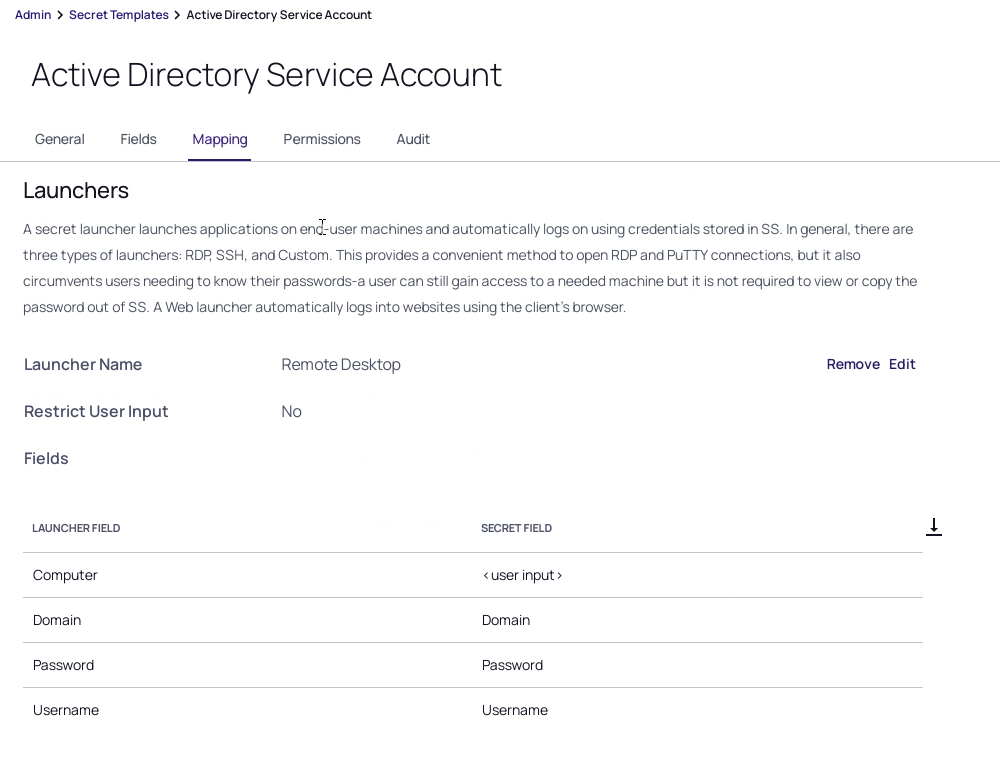 Admin > Secret Templates > Active Directory Service Account
Active Directory Service Account
General Fields Mapping Permissions Audit
Launchers
A secret launcher launches applications on end-user machines and automatically logs on using credentials stored in SS. In general, there are
three types of launchers: RDP, SSH, and Custom. This provides a convenient method to open RDP and PuTTY connections, but it also
circumvents users needing to know their passwords-a user can still gain access to a needed machine but it is not required to view or copy the
password out of SS. A Web launcher automatically logs into websites using the client's browser.
Launcher Name Remote Desktop Remove Edit
Restrict User Input No
Fields
LAUNCHER FIELD SECRET FIELD
Computer <user input>
Domain Domain
Password Password
Username Username